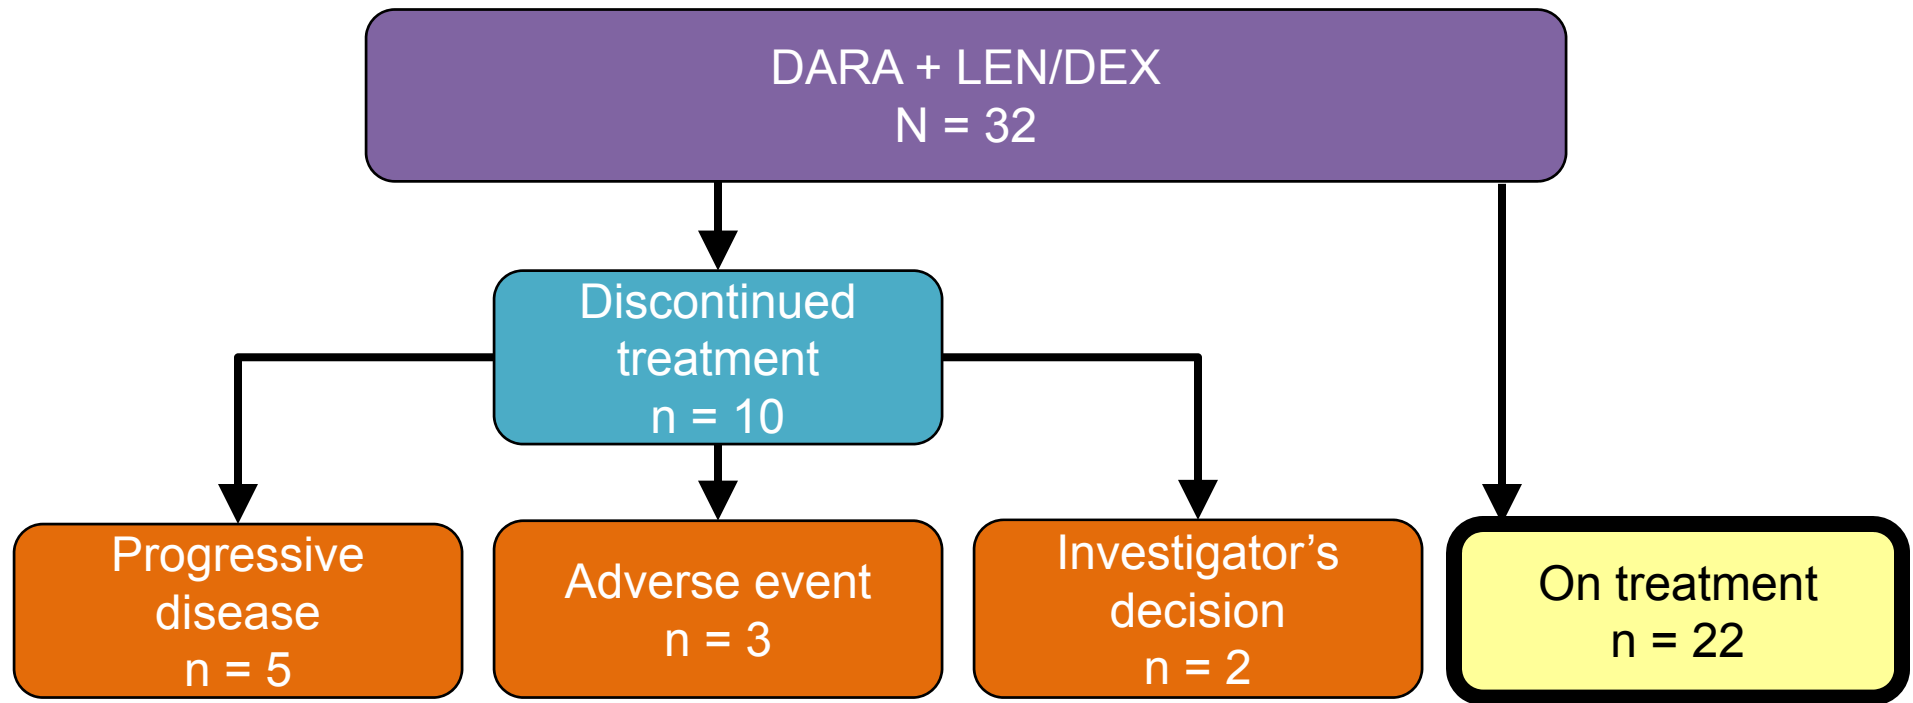 DARA + LEN/DEX
N = 32
Discontinued
treatment
n = 10
Progressive
disease
n = 5
Adverse event
n = 3
Investigator’s
decision
n = 2
On treatment
n = 22